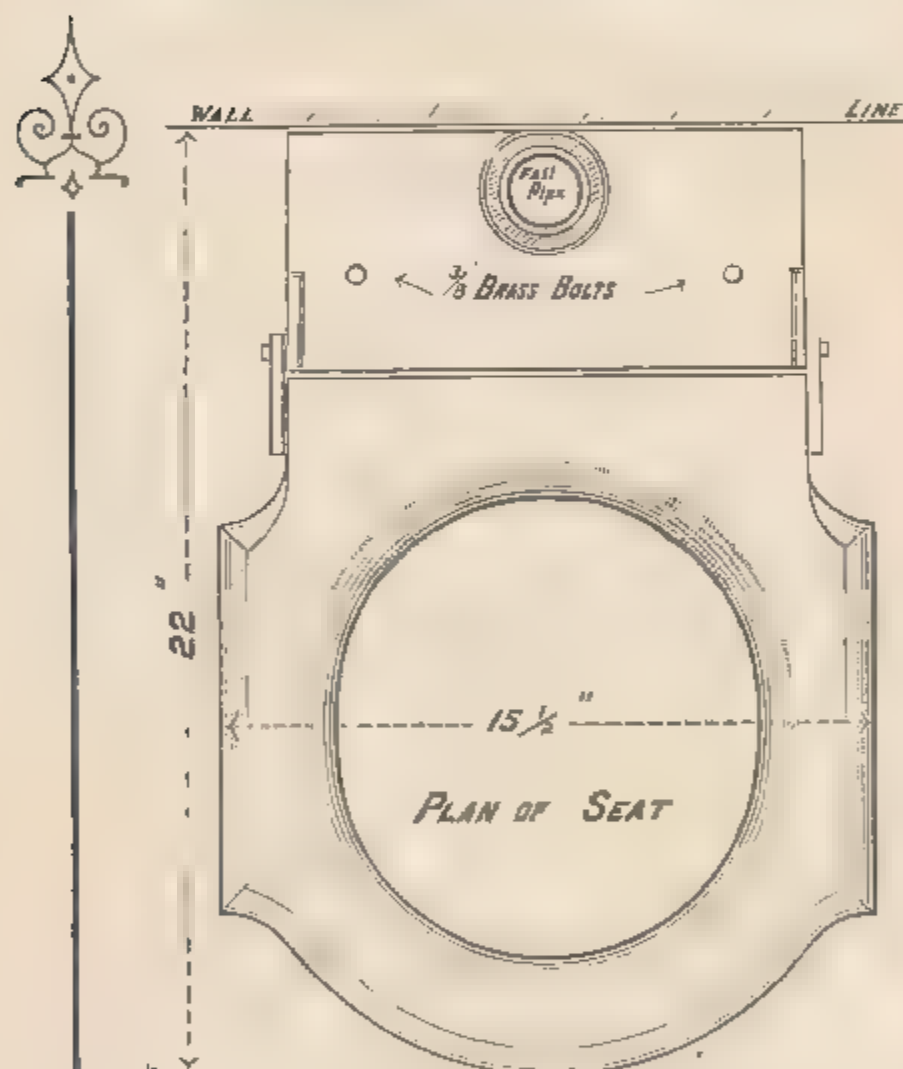 WALL LINE
Fall
Pipe
3/8 BRASS BOLTS
22"
15 1/2"
PLAN OF SEAT